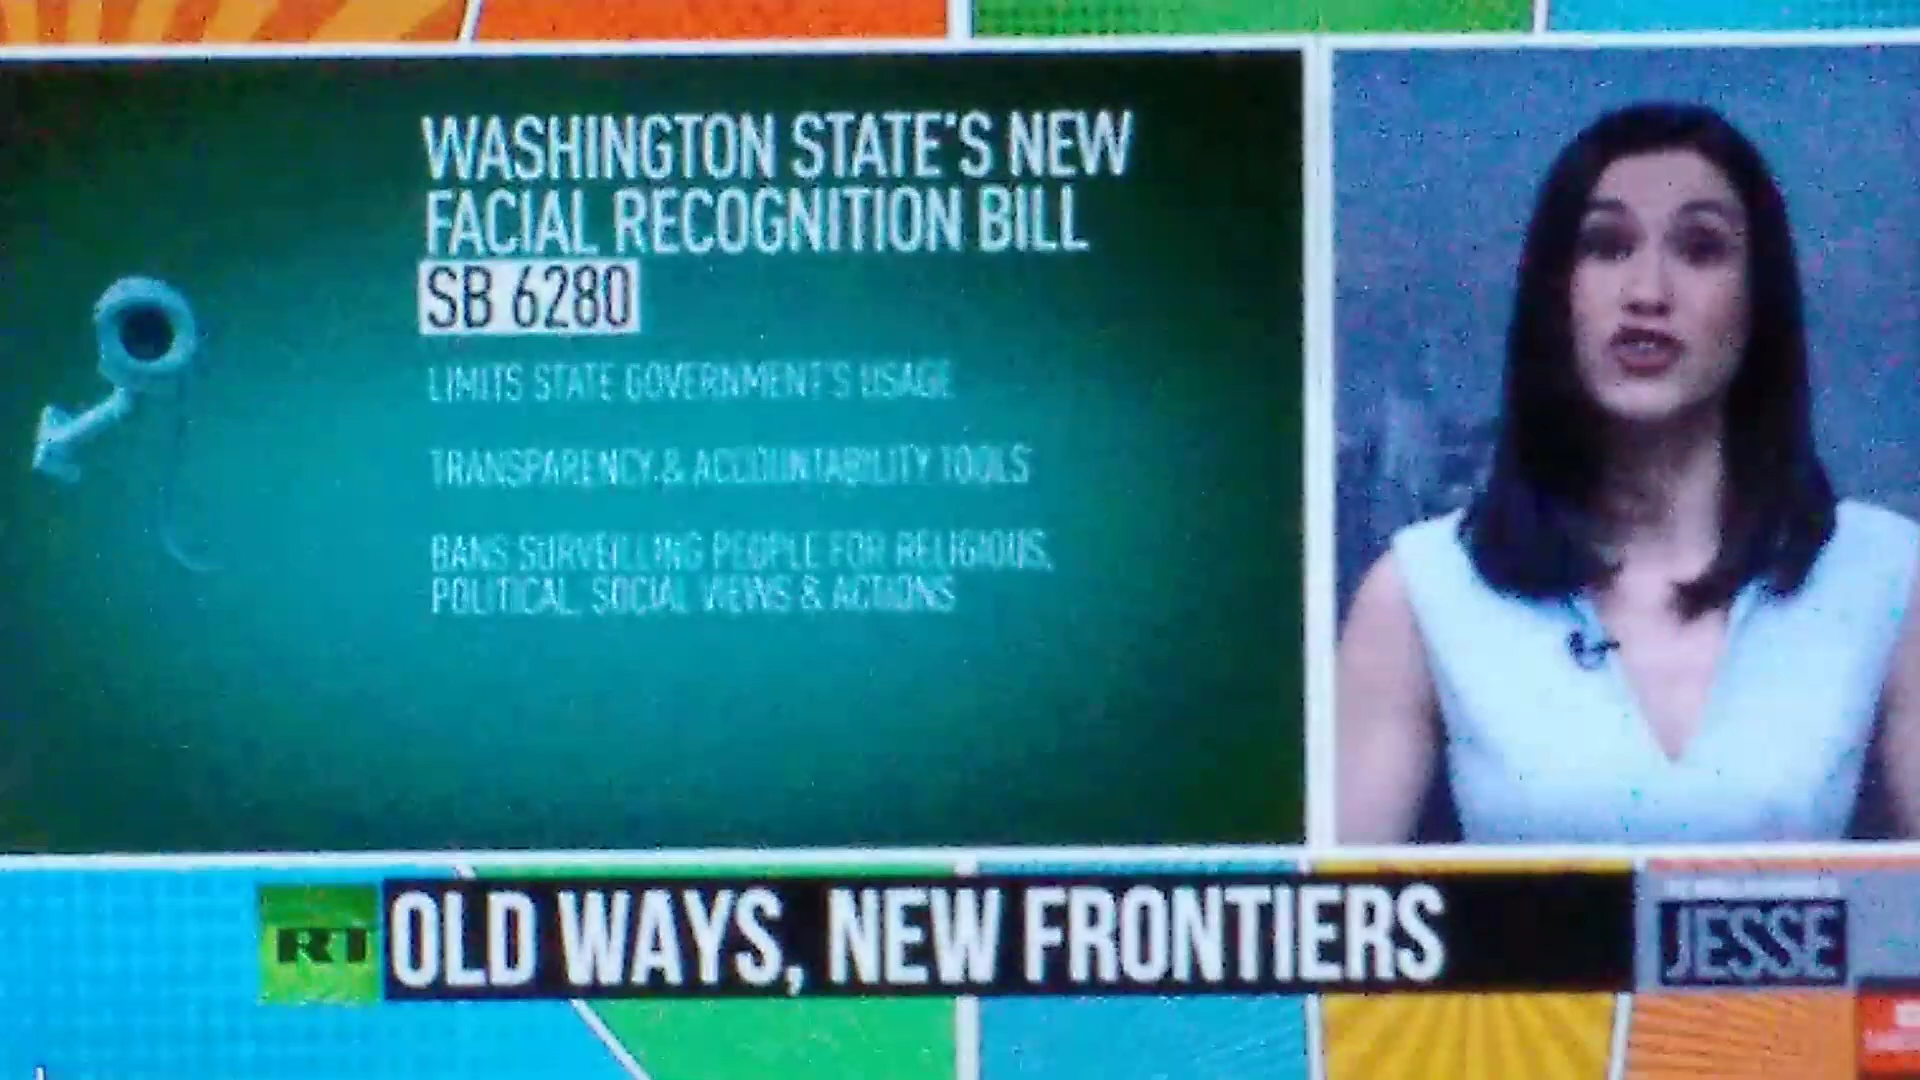 WASHINGTON STATE'S NEW
FACIAL RECOGNITION BILL
SB 6280
LIMITS STATE GOVERNMENT'S USAGE
TRANSPARENCY & ACCOUNTABILITY TOOLS
BANS SURVEILLING PEOPLE FOR RELIGIOUS,
POLITICAL, SOCIAL VIEWS & ACTIONS
RT
OLD WAYS, NEW FRONTIERS
JESSE